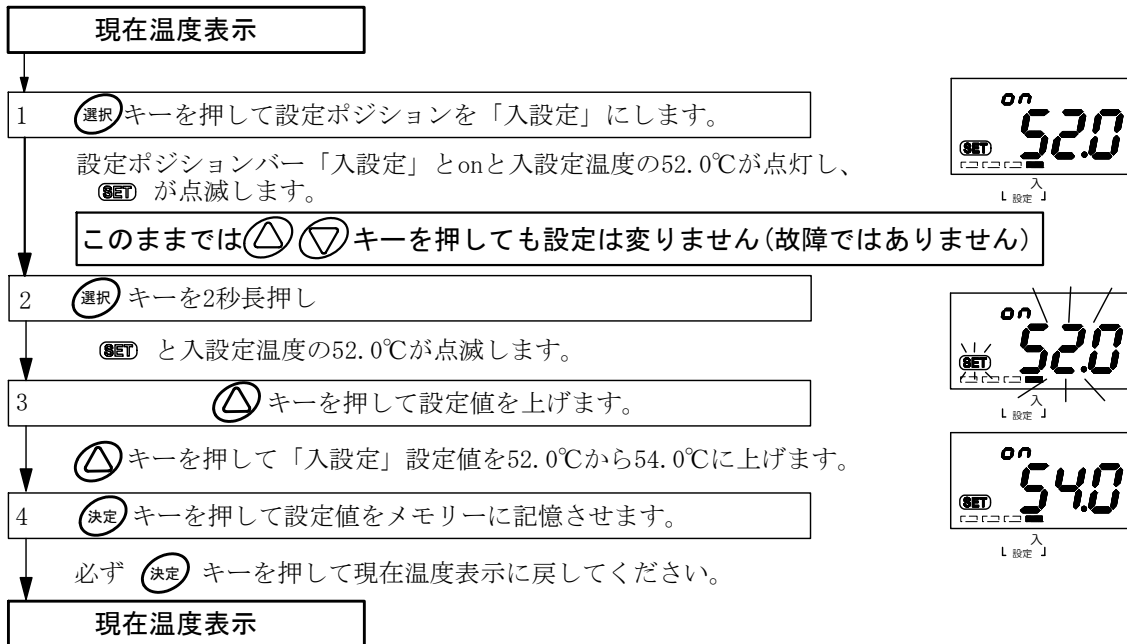 現在温度表示
1 選択キーを押して設定ポジションを「入設定」にします。
on
SET 52.0
入
設定
設定ポジションバー「入設定」とonと入設定温度の52.0℃が点灯し、
SET が点滅します。
このままでは△▽キーを押しても設定は変りません(故障ではありません)
2 選択 キーを2秒長押し
on
SET 52.0
入
設定
SET と入設定温度の52.0℃が点滅します。
3 △キーを押して設定値を上げます。
△キーを押して「入設定」設定値を52.0℃から54.0℃に上げます。
on
SET 54.0
入
設定
4 決定キーを押して設定値をメモリーに記憶させます。
必ず 決定 キーを押して現在温度表示に戻してください。
現在温度表示